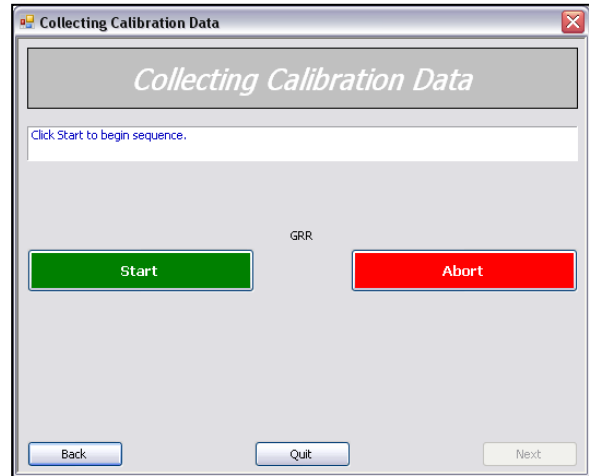 Collecting Calibration Data
Collecting Calibration Data
Click Start to begin sequence.
GRR
Start Abort
Back Quit Next